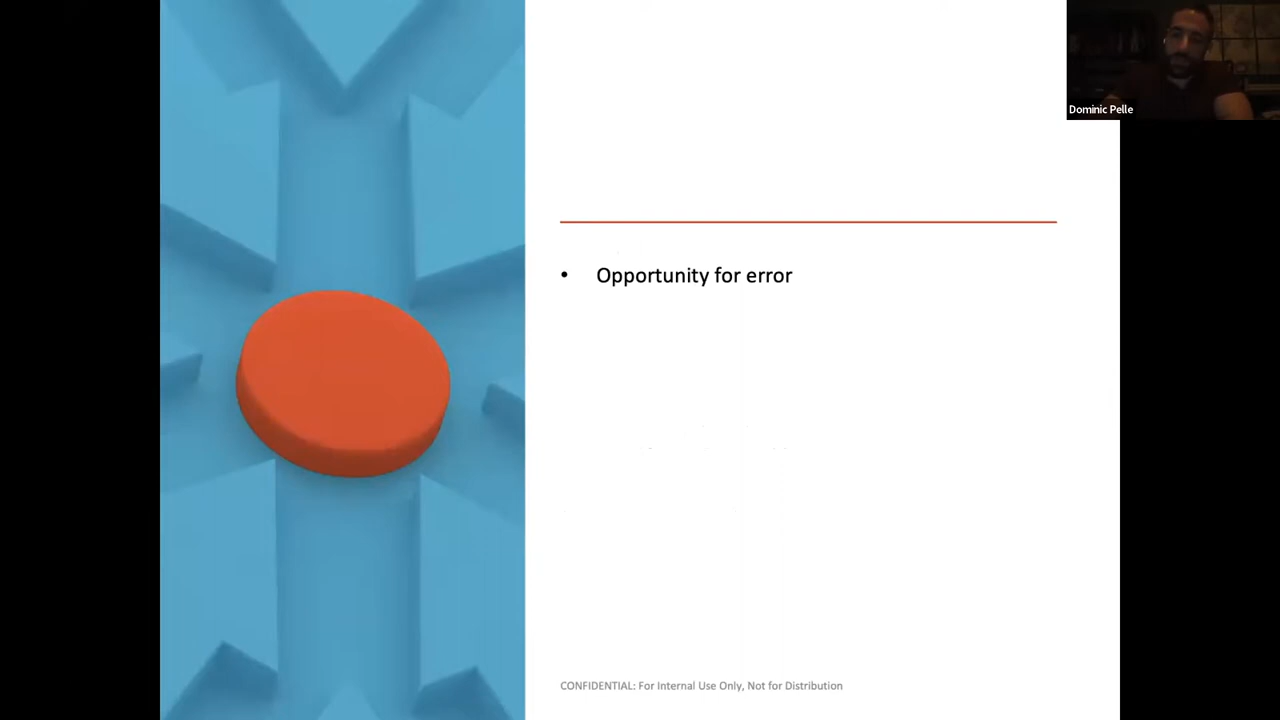 Dominic Pelle
• Opportunity for error
CONFIDENTIAL: For Internal Use Only, Not for Distribution